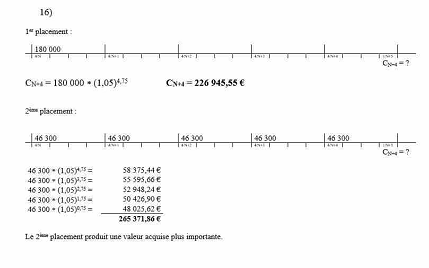 16)
1er placement :
180 000
CN+4 = ?
CN+4 = 180 000 * (1,05)4,75 CN+4 = 226 945,55 €
2ème placement :
46 300 46 300 46 300 46 300 46 300
CN+4 = ?
46 300 * (1,05)4,75 = 58 375,44 €
46 300 * (1,05)3,75 = 55 595,66 €
46 300 * (1,05)2,75 = 52 948,24 €
46 300 * (1,05)1,75 = 50 426,90 €
46 300 * (1,05)0,75 = 48 025,62 €
265 371,86 €
Le 2ème placement produit une valeur acquise plus importante.